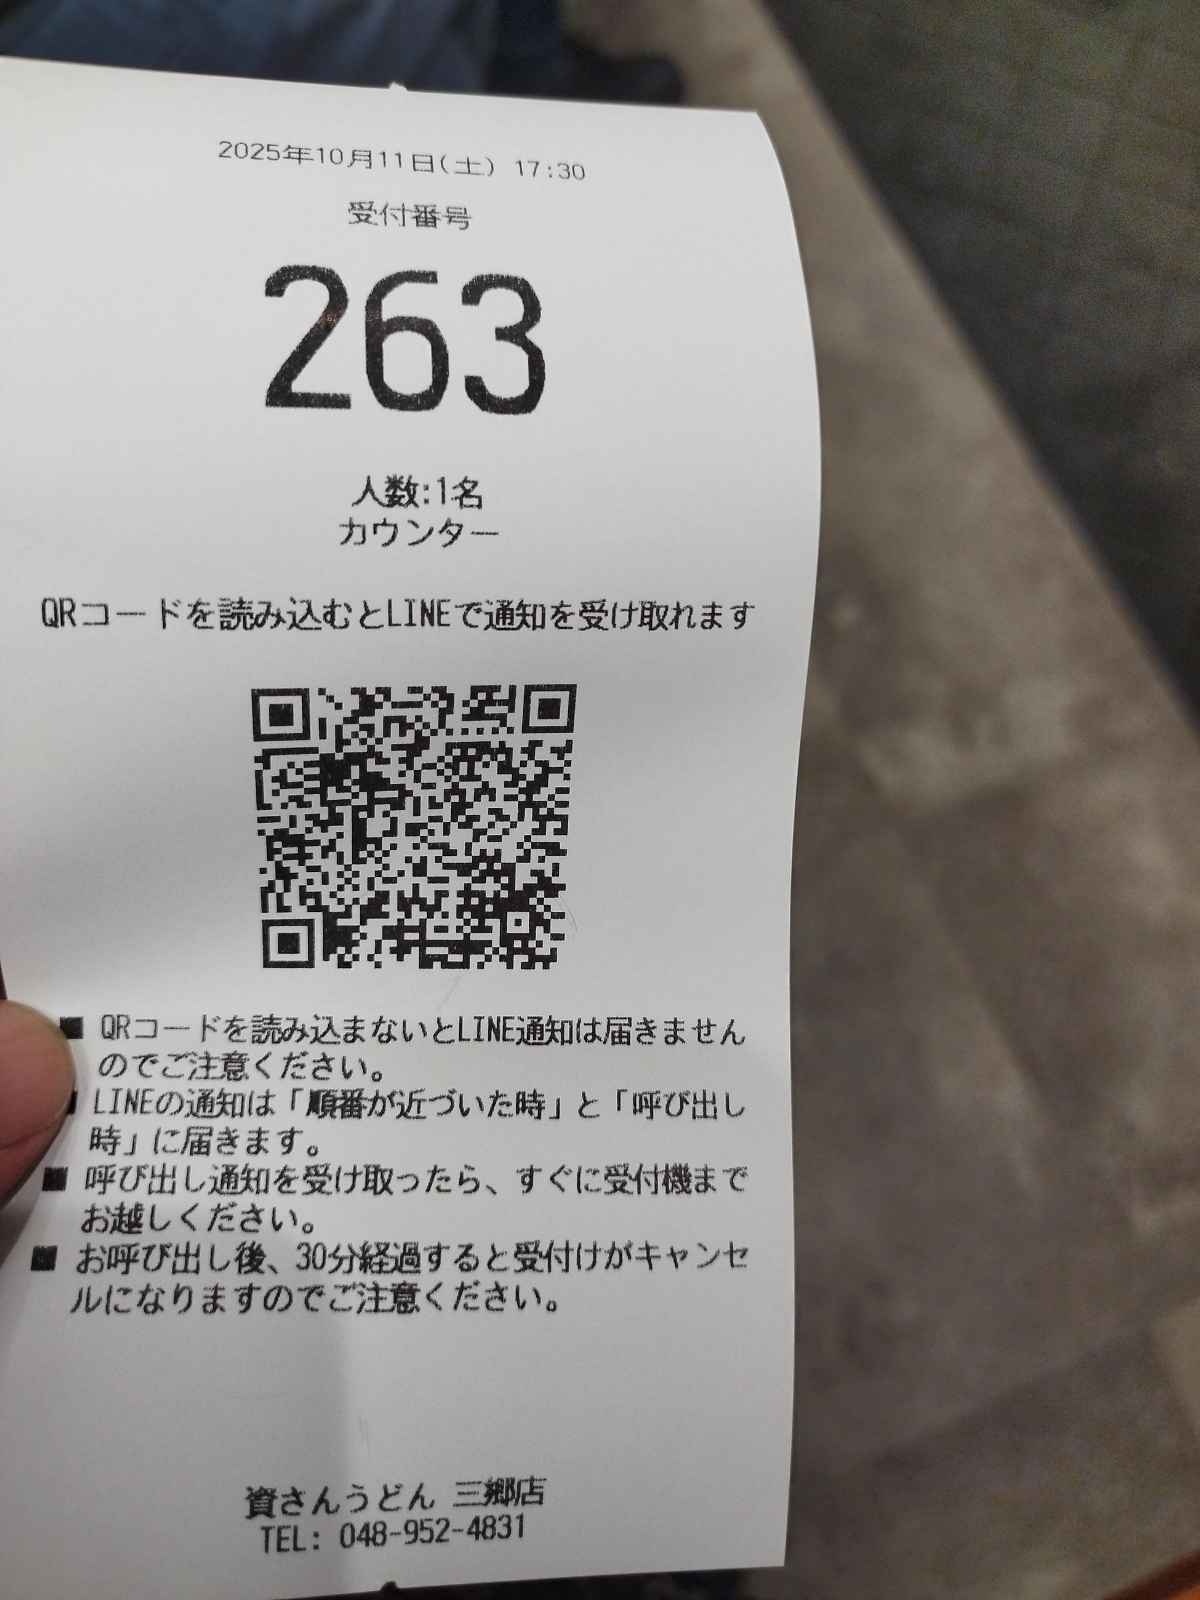 2025年10月11日(土) 17:30
受付番号
263
人数:1名
カウンター
QRコードを読み込むとLINEで通知を受け取れます
■ QRコードを読み込まないとLINE通知は届きません
のでご注意ください。
■ LINEの通知は「順番が近づいた時」と「呼び出し
時」に届きます。
■ 呼び出し通知を受け取ったら、すぐに受付機まで
お越しください。
■ お呼び出し後、30分経過すると受付けがキャンセ
ルになりますのでご注意ください。
資さんうどん 三郷店
TEL: 048-952-4831